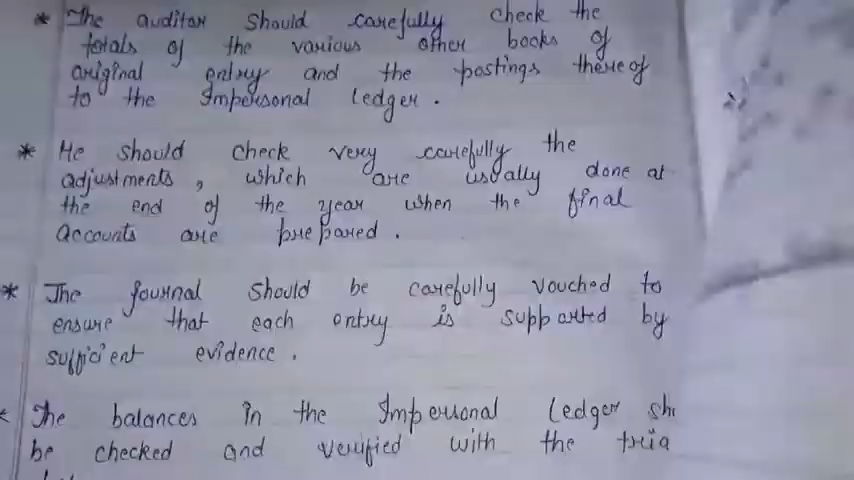 * The auditor should carefully check the
totals of the various other books of
original entry and the postings thereof
to the Impersonal Ledger.
* He should check very carefully the
adjustments, which are usually done at
the end of the year when the final
accounts are prepared.
* The journal should be carefully vouched to
ensure that each entry is supported by
sufficient evidence.
* The balances in the Impersonal Ledger
be checked and verified with the